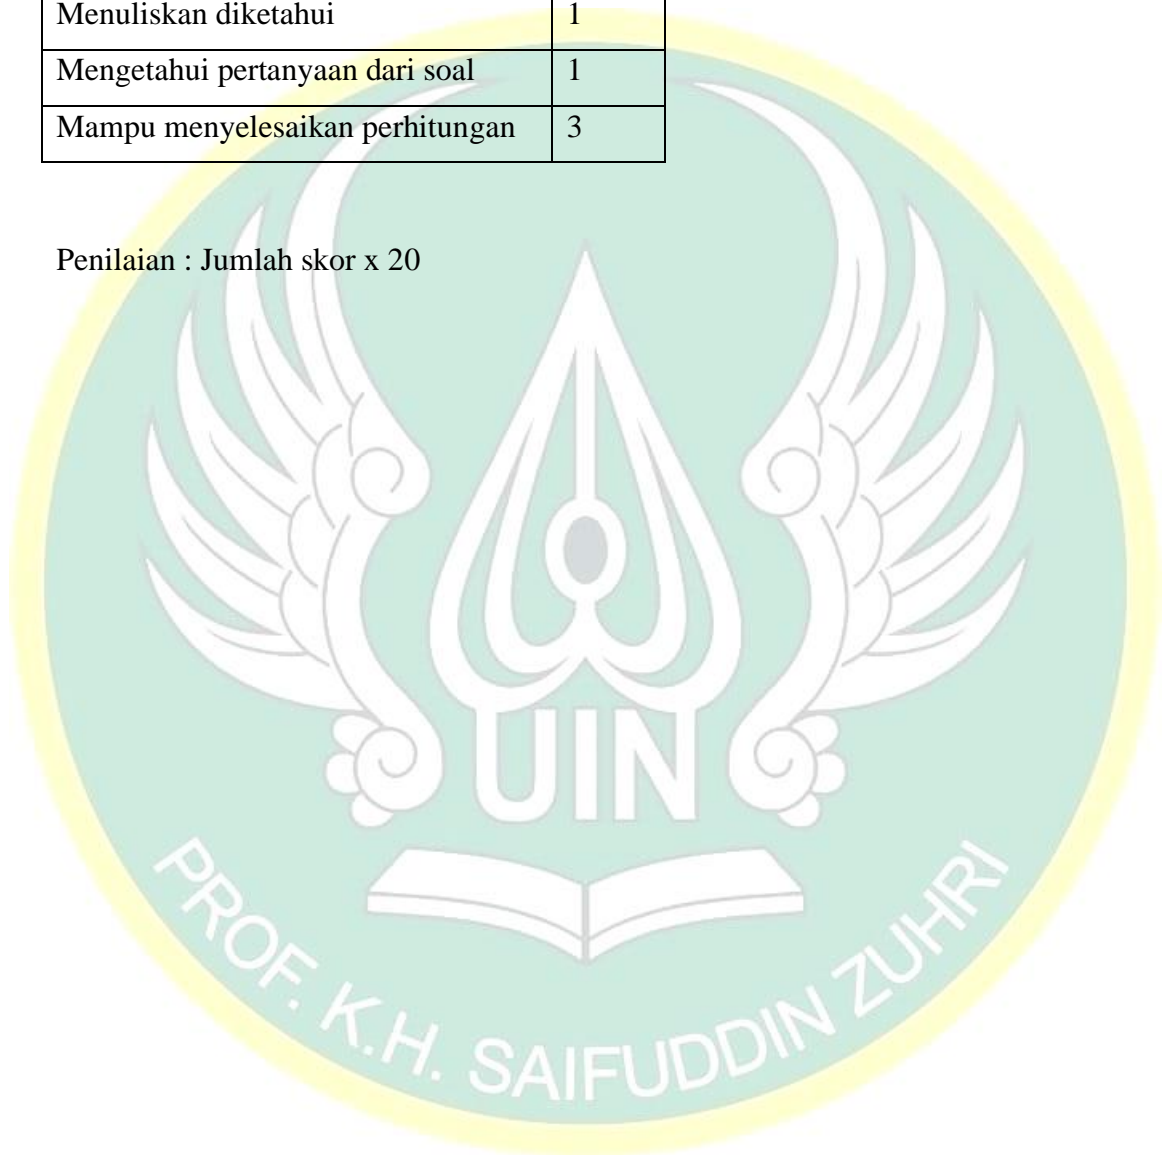 Menuliskan diketahui 1
Mengetahui pertanyaan dari soal 1
Mampu menyelesaikan perhitungan 3
Penilaian : Jumlah skor x 20
UIN
PROF. K.H. SAIFUDDIN ZUHRI